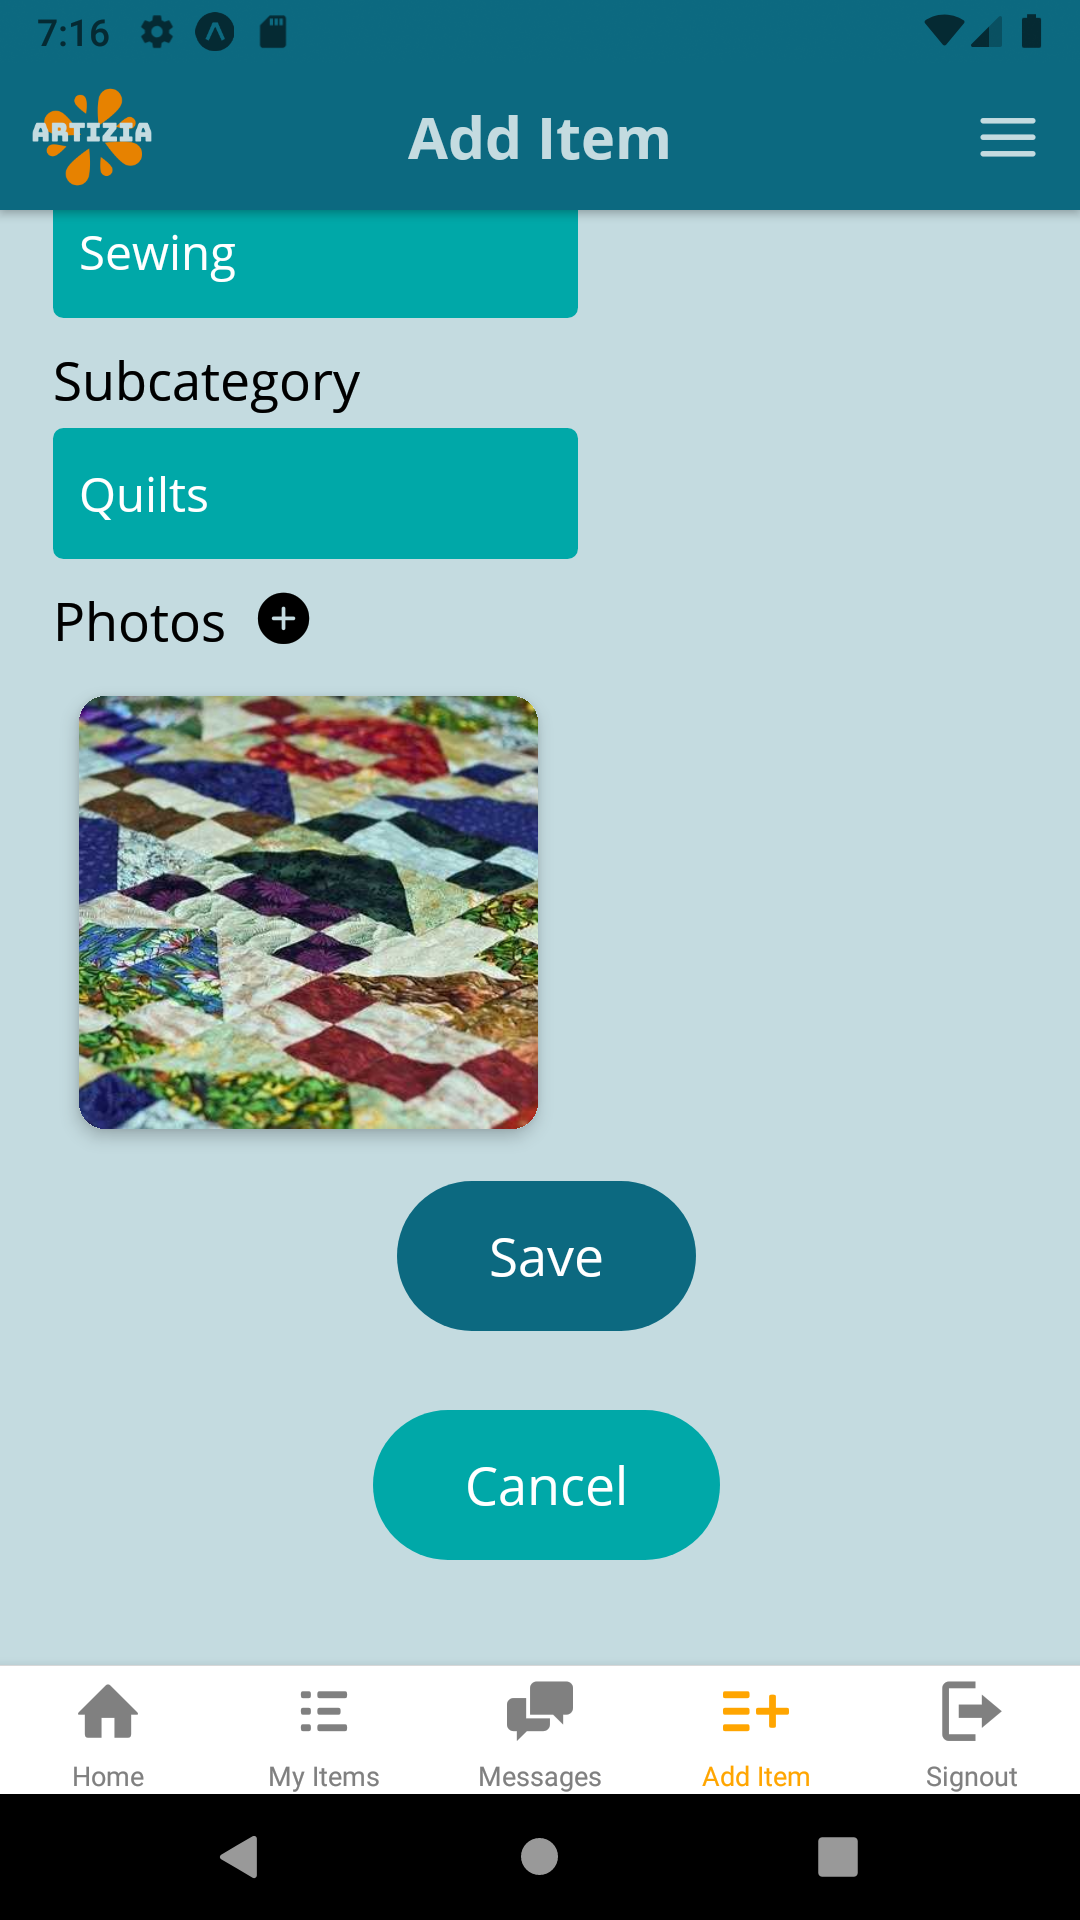 7:16
ARTIZIA
Add Item
Sewing
Subcategory
Quilts
Photos
Save
Cancel
Home
My Items
Messages
Add Item
Signout